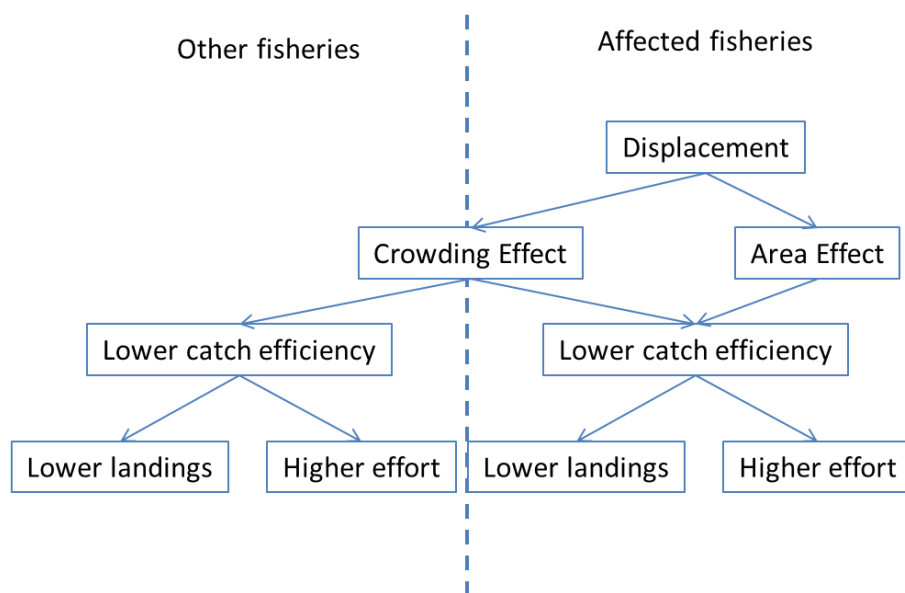 Other fisheries
Affected fisheries
Displacement
Crowding Effect
Area Effect
Lower catch efficiency
Lower catch efficiency
Lower landings
Higher effort
Lower landings
Higher effort